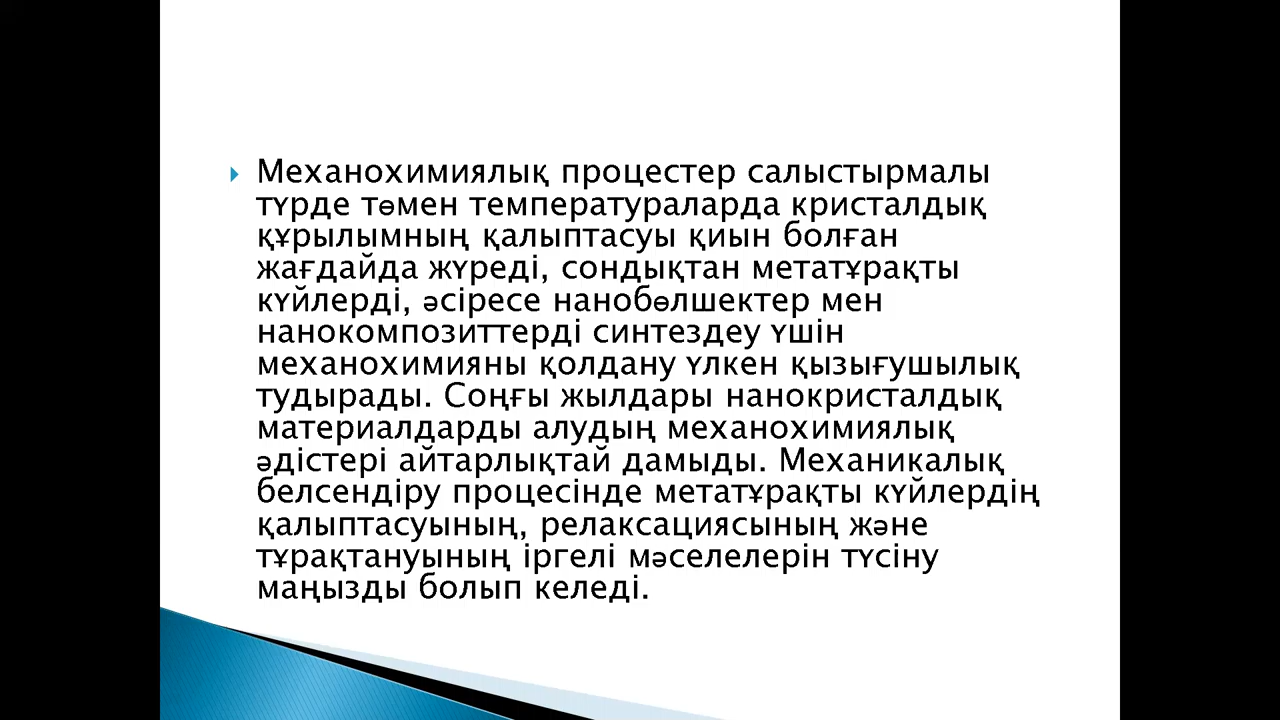 Механохимиялық процестер салыстырмалы
түрде төмен температураларда кристалдық
құрылымның қалыптасуы қиын болған
жағдайда жүреді, сондықтан метатұрақты
күйлерді, әсіресе нанобөлшектер мен
нанокомпозиттерді синтездеу үшін
механохимияны қолдану үлкен қызығушылық
тудырады. Соңғы жылдары нанокристалдық
материалдарды алудың механохимиялық
әдістері айтарлықтай дамыды. Механикалық
белсендіру процесінде метатұрақты күйлердің
қалыптасуының, релаксациясының және
тұрақтануының іргелі мәселелерін түсіну
маңызды болып келеді.